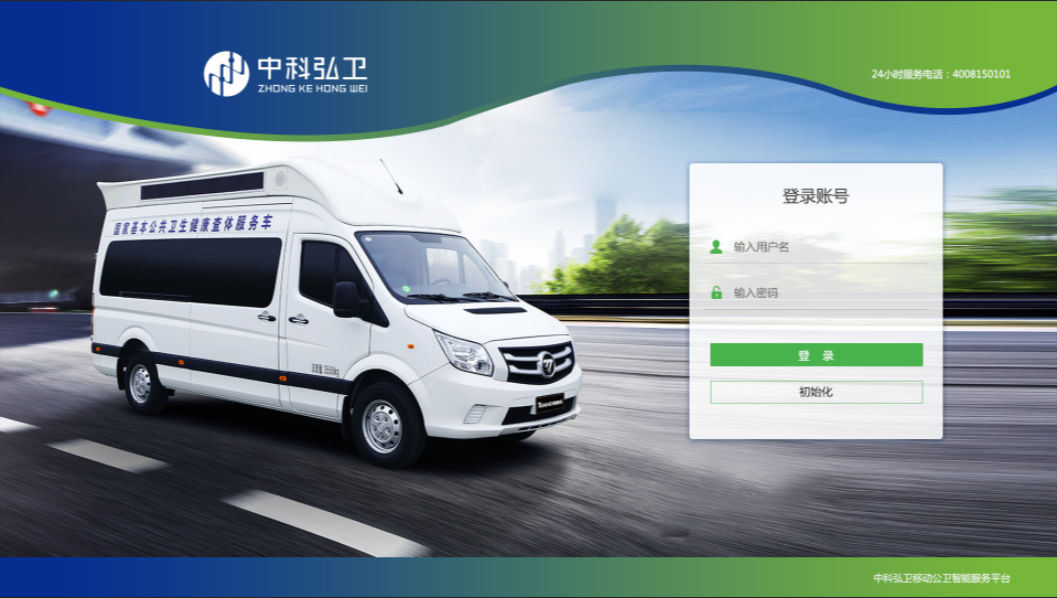 中科弘卫
ZHONG KE HONG WEI
24小时服务电话：4008150101
国家基本公共卫生健康查体服务车
登录账号
输入用户名
输入密码
登 录
初始化
中科弘卫移动公卫智能服务平台